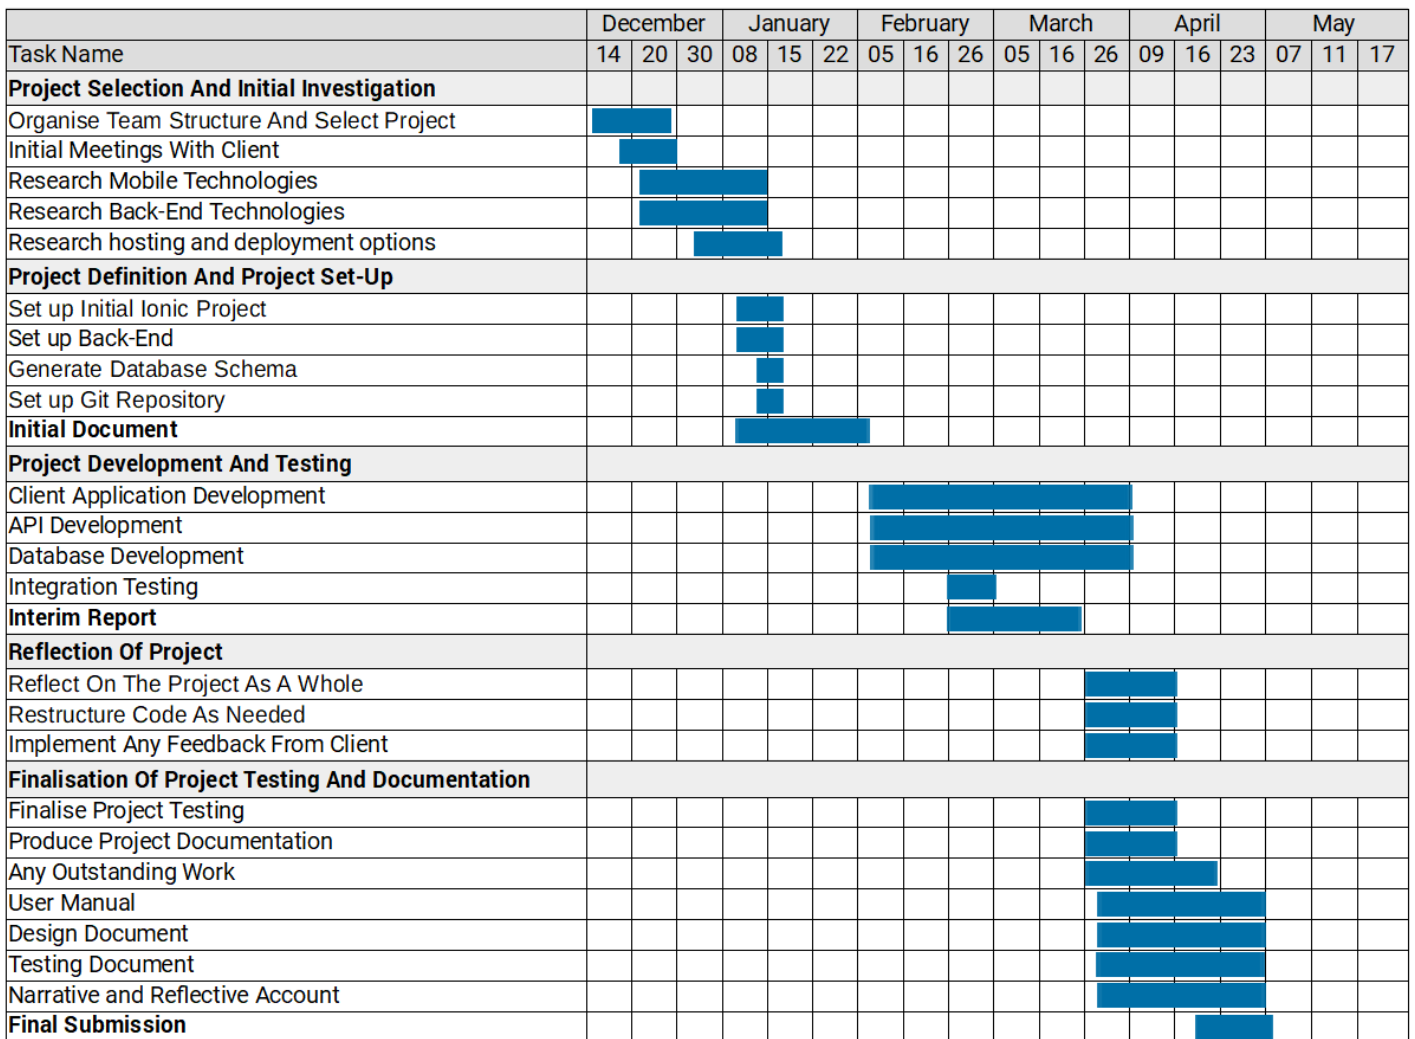 December January February March April May
Task Name 14 20 30 08 15 22 05 16 26 05 16 26 09 16 23 07 11 17
Project Selection And Initial Investigation
Organise Team Structure And Select Project
Initial Meetings With Client
Research Mobile Technologies
Research Back-End Technologies
Research hosting and deployment options
Project Definition And Project Set-Up
Set up Initial Ionic Project
Set up Back-End
Generate Database Schema
Set up Git Repository
Initial Document
Project Development And Testing
Client Application Development
API Development
Database Development
Integration Testing
Interim Report
Reflection Of Project
Reflect On The Project As A Whole
Restructure Code As Needed
Implement Any Feedback From Client
Finalisation Of Project Testing And Documentation
Finalise Project Testing
Produce Project Documentation
Any Outstanding Work
User Manual
Design Document
Testing Document
Narrative and Reflective Account
Final Submission